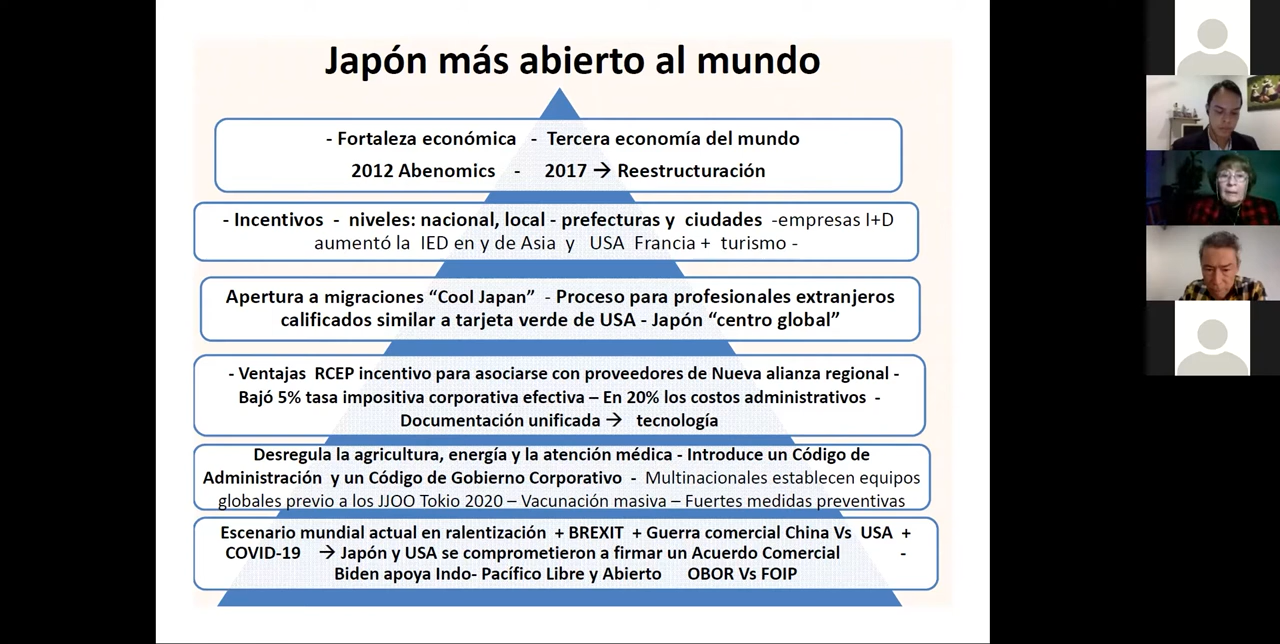 Japón más abierto al mundo
- Fortaleza económica - Tercera economía del mundo
2012 Abenomics - 2017 → Reestructuración
- Incentivos - niveles: nacional, local - prefecturas y ciudades -empresas I+D
aumentó la IED en y de Asia y USA Francia + turismo -
Apertura a migraciones “Cool Japan” - Proceso para profesionales extranjeros
calificados similar a tarjeta verde de USA - Japón “centro global”
- Ventajas RCEP incentivo para asociarse con proveedores de Nueva alianza regional -
Bajó 5% tasa impositiva corporativa efectiva – En 20% los costos administrativos -
Documentación unificada → tecnología
Desregula la agricultura, energía y la atención médica - Introduce un Código de
Administración y un Código de Gobierno Corporativo - Multinacionales establecen equipos
globales previo a los JJOO Tokio 2020 – Vacunación masiva – Fuertes medidas preventivas
Escenario mundial actual en ralentización + BREXIT + Guerra comercial China Vs USA +
COVID-19 → Japón y USA se comprometieron a firmar un Acuerdo Comercial -
Biden apoya Indo- Pacífico Libre y Abierto OBOR Vs FOIP